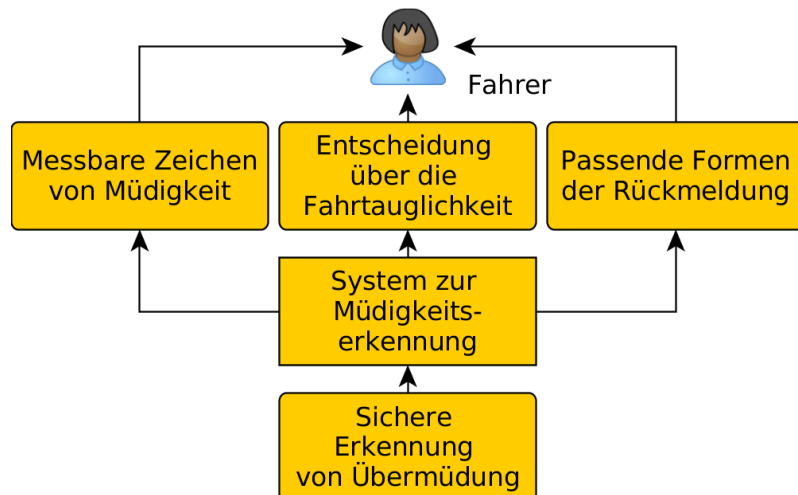 Fahrer
Messbare Zeichen
von Müdigkeit
Entscheidung
über die
Fahrtauglichkeit
Passende Formen
der Rückmeldung
System zur
Müdigkeits-
erkennung
Sichere
Erkennung
von Übermüdung